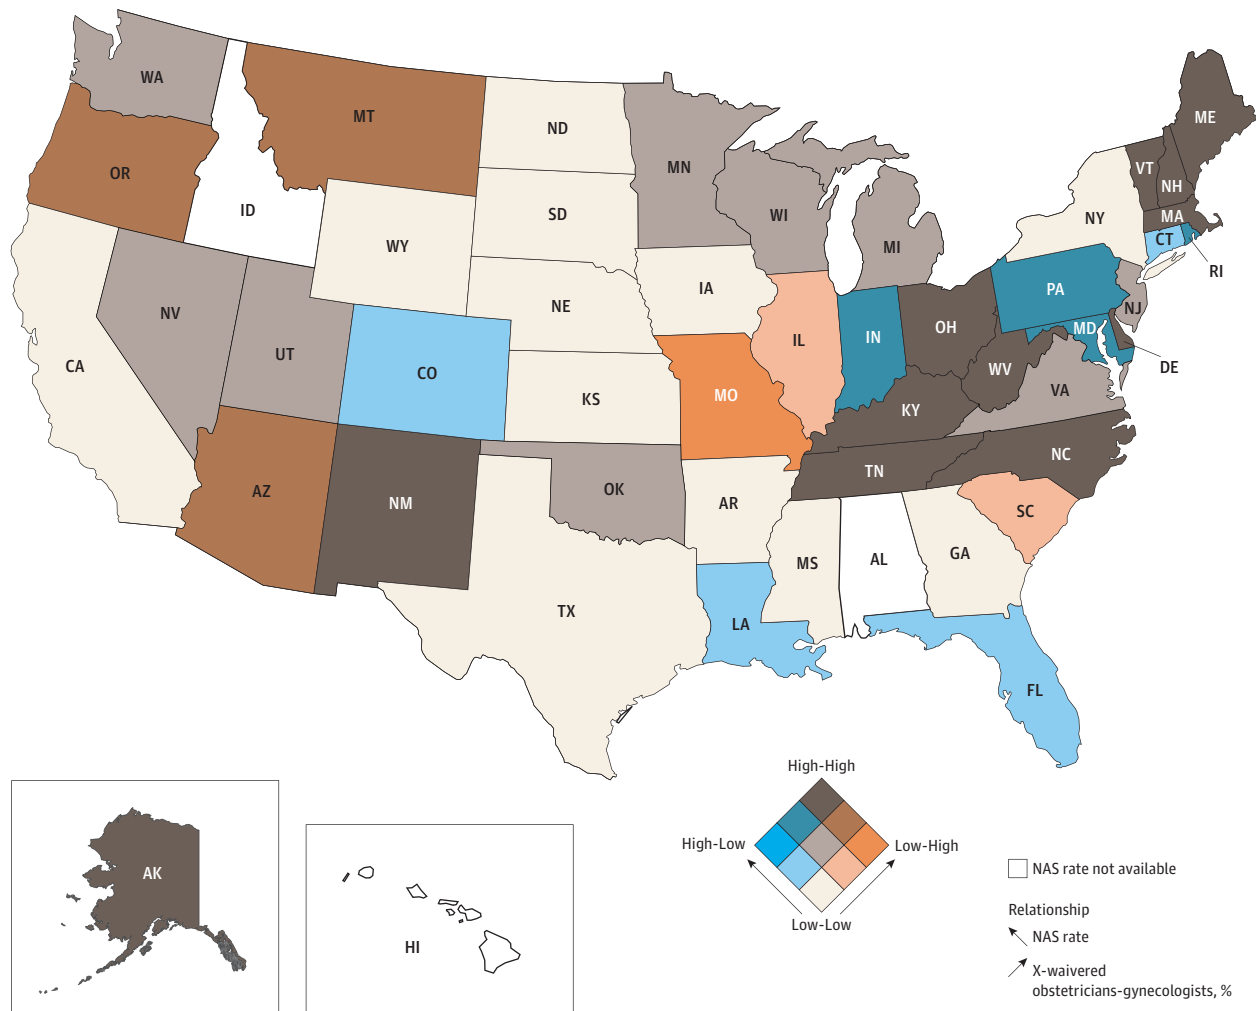 WA
MT
ND
ME
OR
MN
VT
NH
ID
SD
WI
MA
NY
CT
WY
MI
RI
IA
PA
NE
NJ
NV
OH
MD
UT
IL
IN
DE
CA
CO
WV
KS
MO
VA
KY
NC
TN
AZ
OK
NM
AR
SC
GA
MS
AL
TX
LA
FL
High-High
High-Low
Low-High
Low-Low
NAS rate not available
Relationship
NAS rate
X-waivered
obstetricians-gynecologists, %
AK
HI